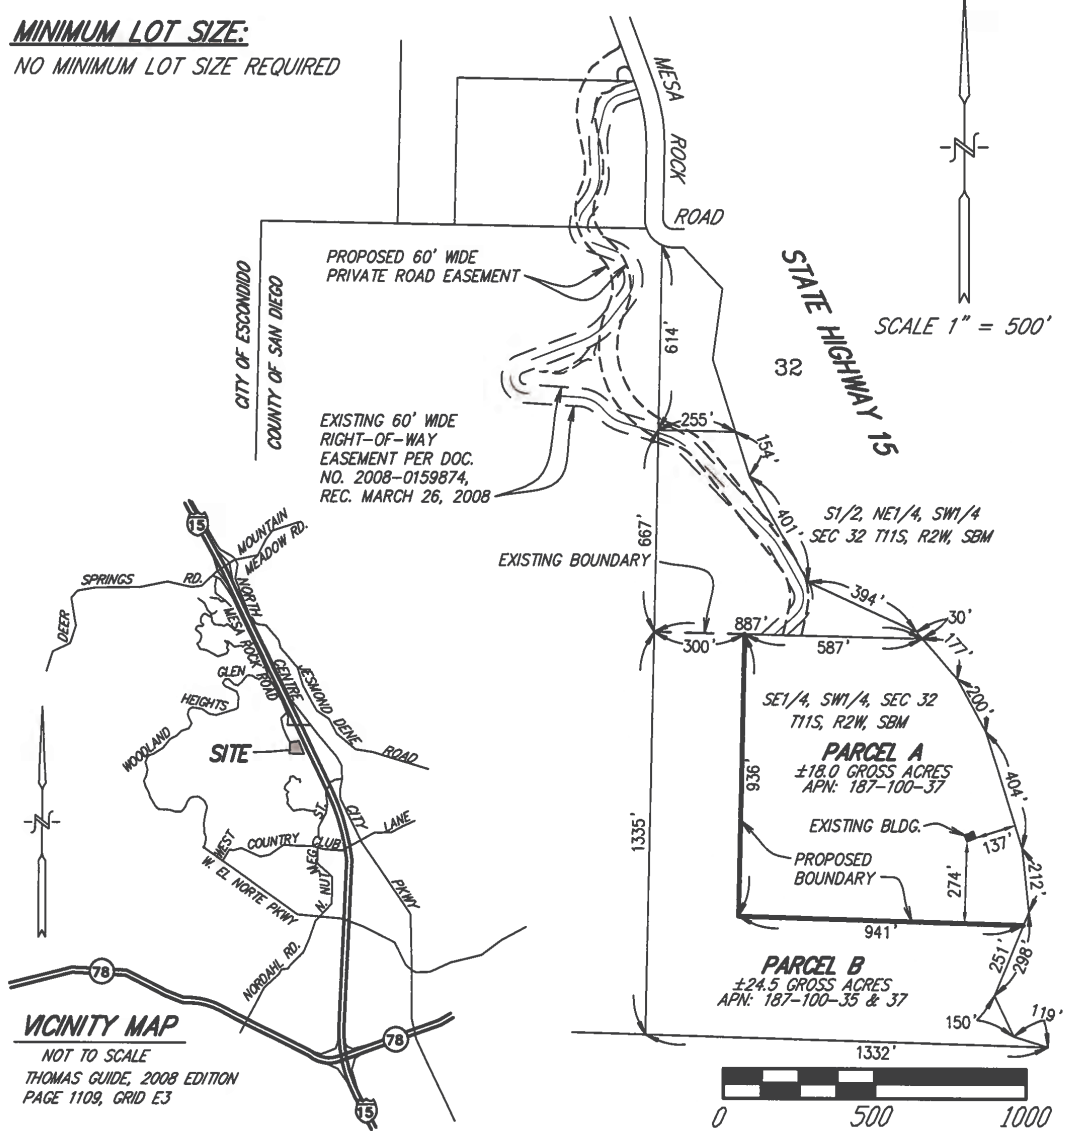 MINIMUM LOT SIZE:
NO MINIMUM LOT SIZE REQUIRED
MESA
ROCK
ROAD
PROPOSED 60' WIDE
PRIVATE ROAD EASEMENT
CITY OF ESCONDIDO
COUNTY OF SAN DIEGO
STATE HIGHWAY 15
N
SCALE 1" = 500'
32
614'
EXISTING 60' WIDE
RIGHT-OF-WAY
EASEMENT PER DOC.
NO. 2008-0159874,
REC. MARCH 26, 2008
255'
154'
401'
667'
S1/2, NE1/4, SW1/4
SEC 32 T11S, R2W, SBM
EXISTING BOUNDARY
394'
30'
177'
887'
300'
587'
200'
SE1/4, SW1/4, SEC 32
T11S, R2W, SBM
PARCEL A
±18.0 GROSS ACRES
APN: 187-100-37
936'
404'
EXISTING BLDG.
137'
1335'
PROPOSED
BOUNDARY
274'
212'
941'
251'
298'
PARCEL B
±24.5 GROSS ACRES
APN: 187-100-35 & 37
150'
119'
1332'
0 500 1000
15
MOUNTAIN
MEADOW RD.
SPRINGS RD.
DEER
NORTH
MESA ROCK ROAD
GLEN
CENTRE
JESMOND DENE
ROAD
HEIGHTS
WOODLAND
SITE
N
ST.
CITY
LANE
WEST
COUNTRY
CLUB
W. EL NORTE PKWY
N. NUTMEG
PKWY
NORDAHL RD.
78
78
15
VICINITY MAP
NOT TO SCALE
THOMAS GUIDE, 2008 EDITION
PAGE 1109, GRID E3